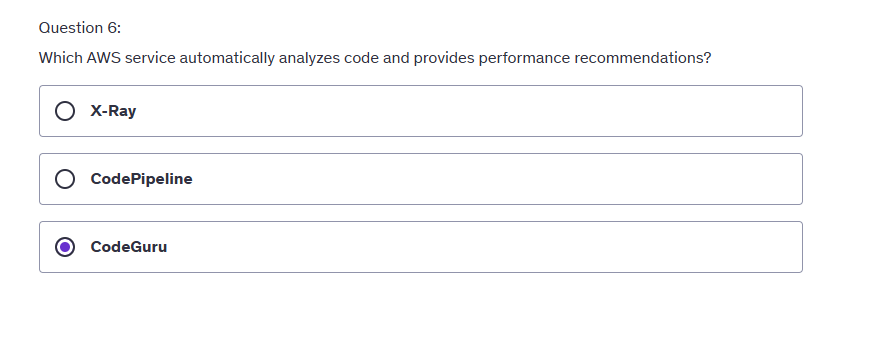 Question 6:
Which AWS service automatically analyzes code and provides performance recommendations?
X-Ray
CodePipeline
CodeGuru